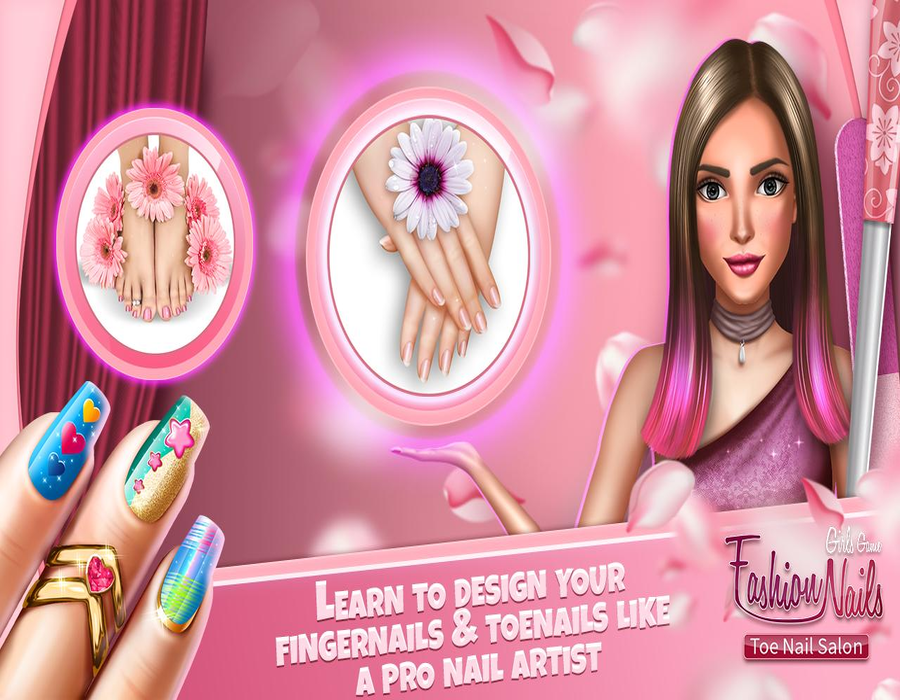 LEARN TO DESIGN YOUR
FINGERNAILS & TOENAILS LIKE
A PRO NAIL ARTIST
Girls Game
Fashion Nails
Toe Nail Salon